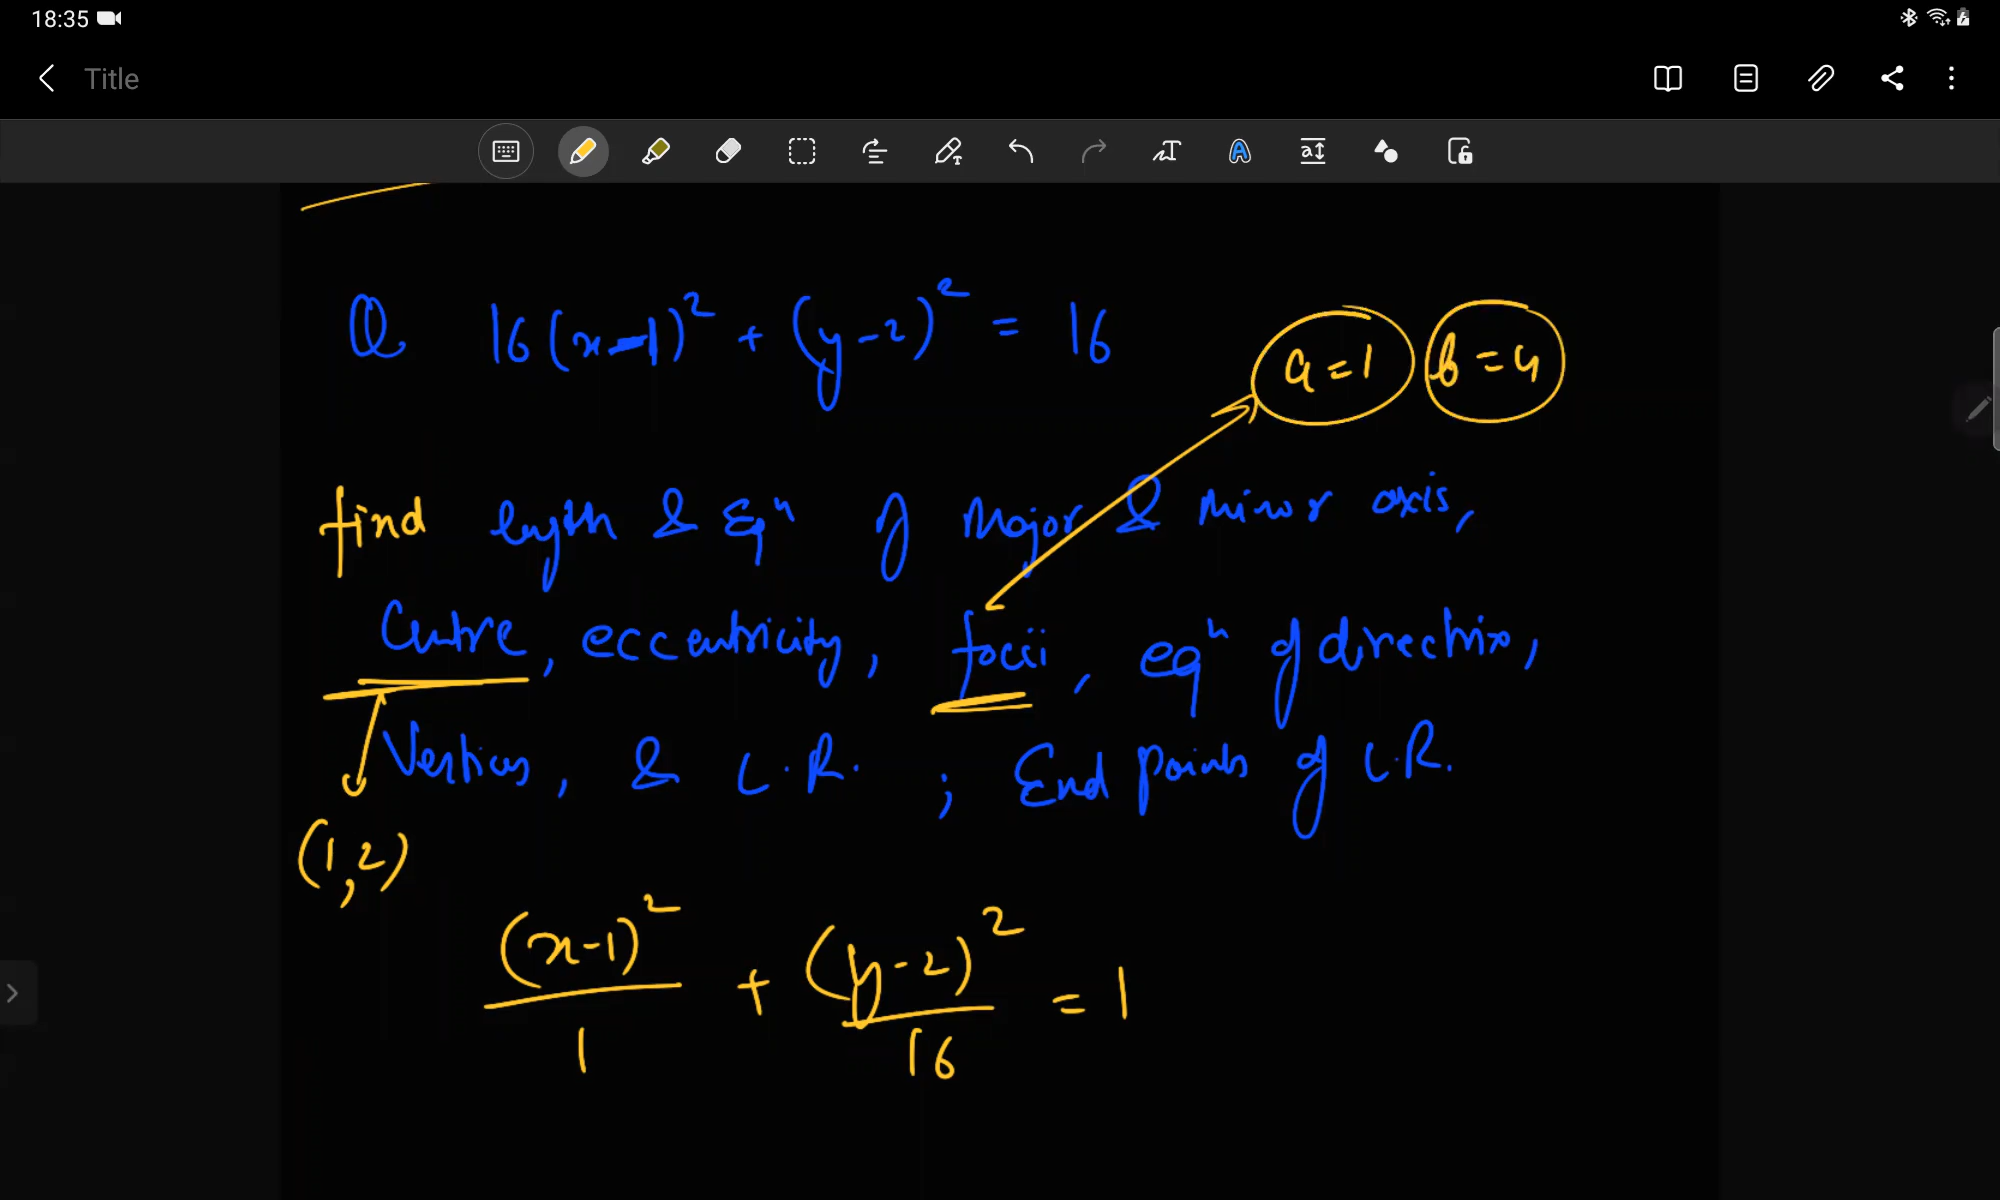 18:35
Title
Q. 16(x-1)² + (y-2)² = 16
a=1 b=4
find length & Eqⁿ of Major & Minor axis,
Centre, eccentricity, focii, eqⁿ of directrix,
Vertices, & L.R. ; End points of L.R.
(1,2)
(x-1)²/1 + (y-2)²/16 = 1